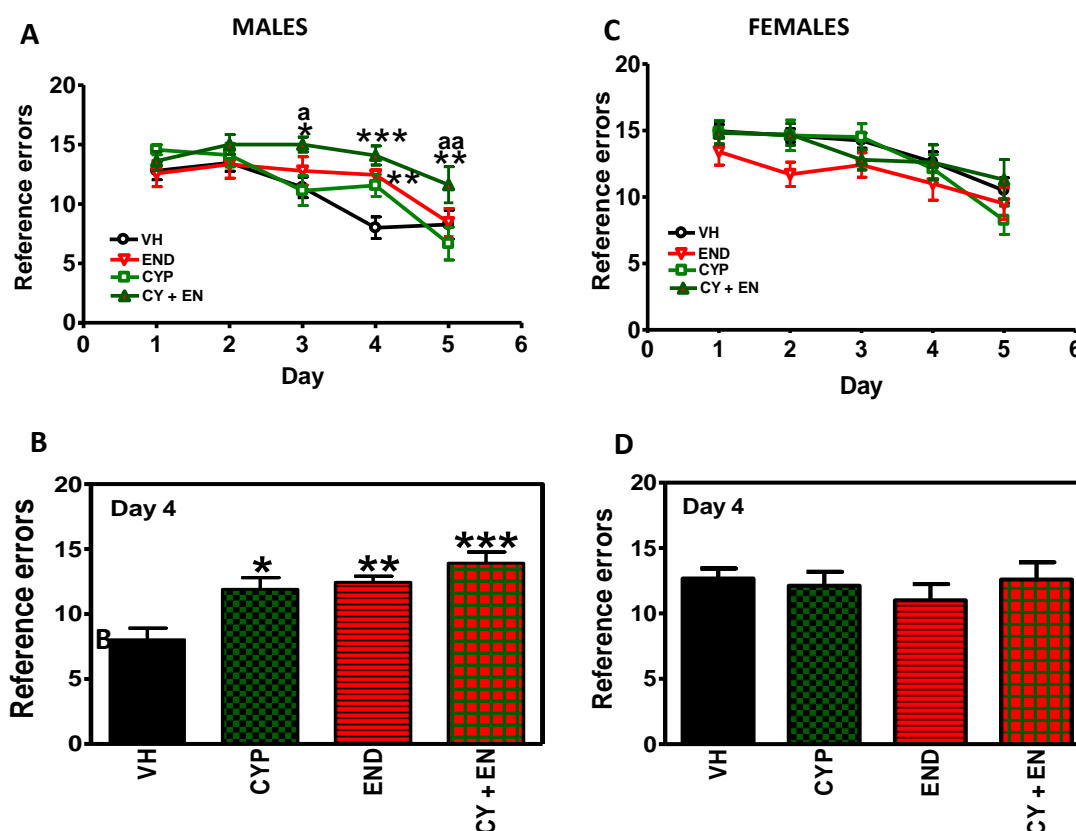 A
MALES
Reference errors
20
15
10
5
0
a
*
***
**
aa
**
VH
END
CYP
CY + EN
0 1 2 3 4 5 6
Day
C
FEMALES
Reference errors
20
15
10
5
0
VH
END
CYP
CY + EN
0 1 2 3 4 5 6
Day
B
Reference errors
20
15
10
5
0
Day 4
*
**
***
B
VH
CYP
END
CY + EN
D
Reference errors
20
15
10
5
0
Day 4
VH
CYP
END
CY + EN